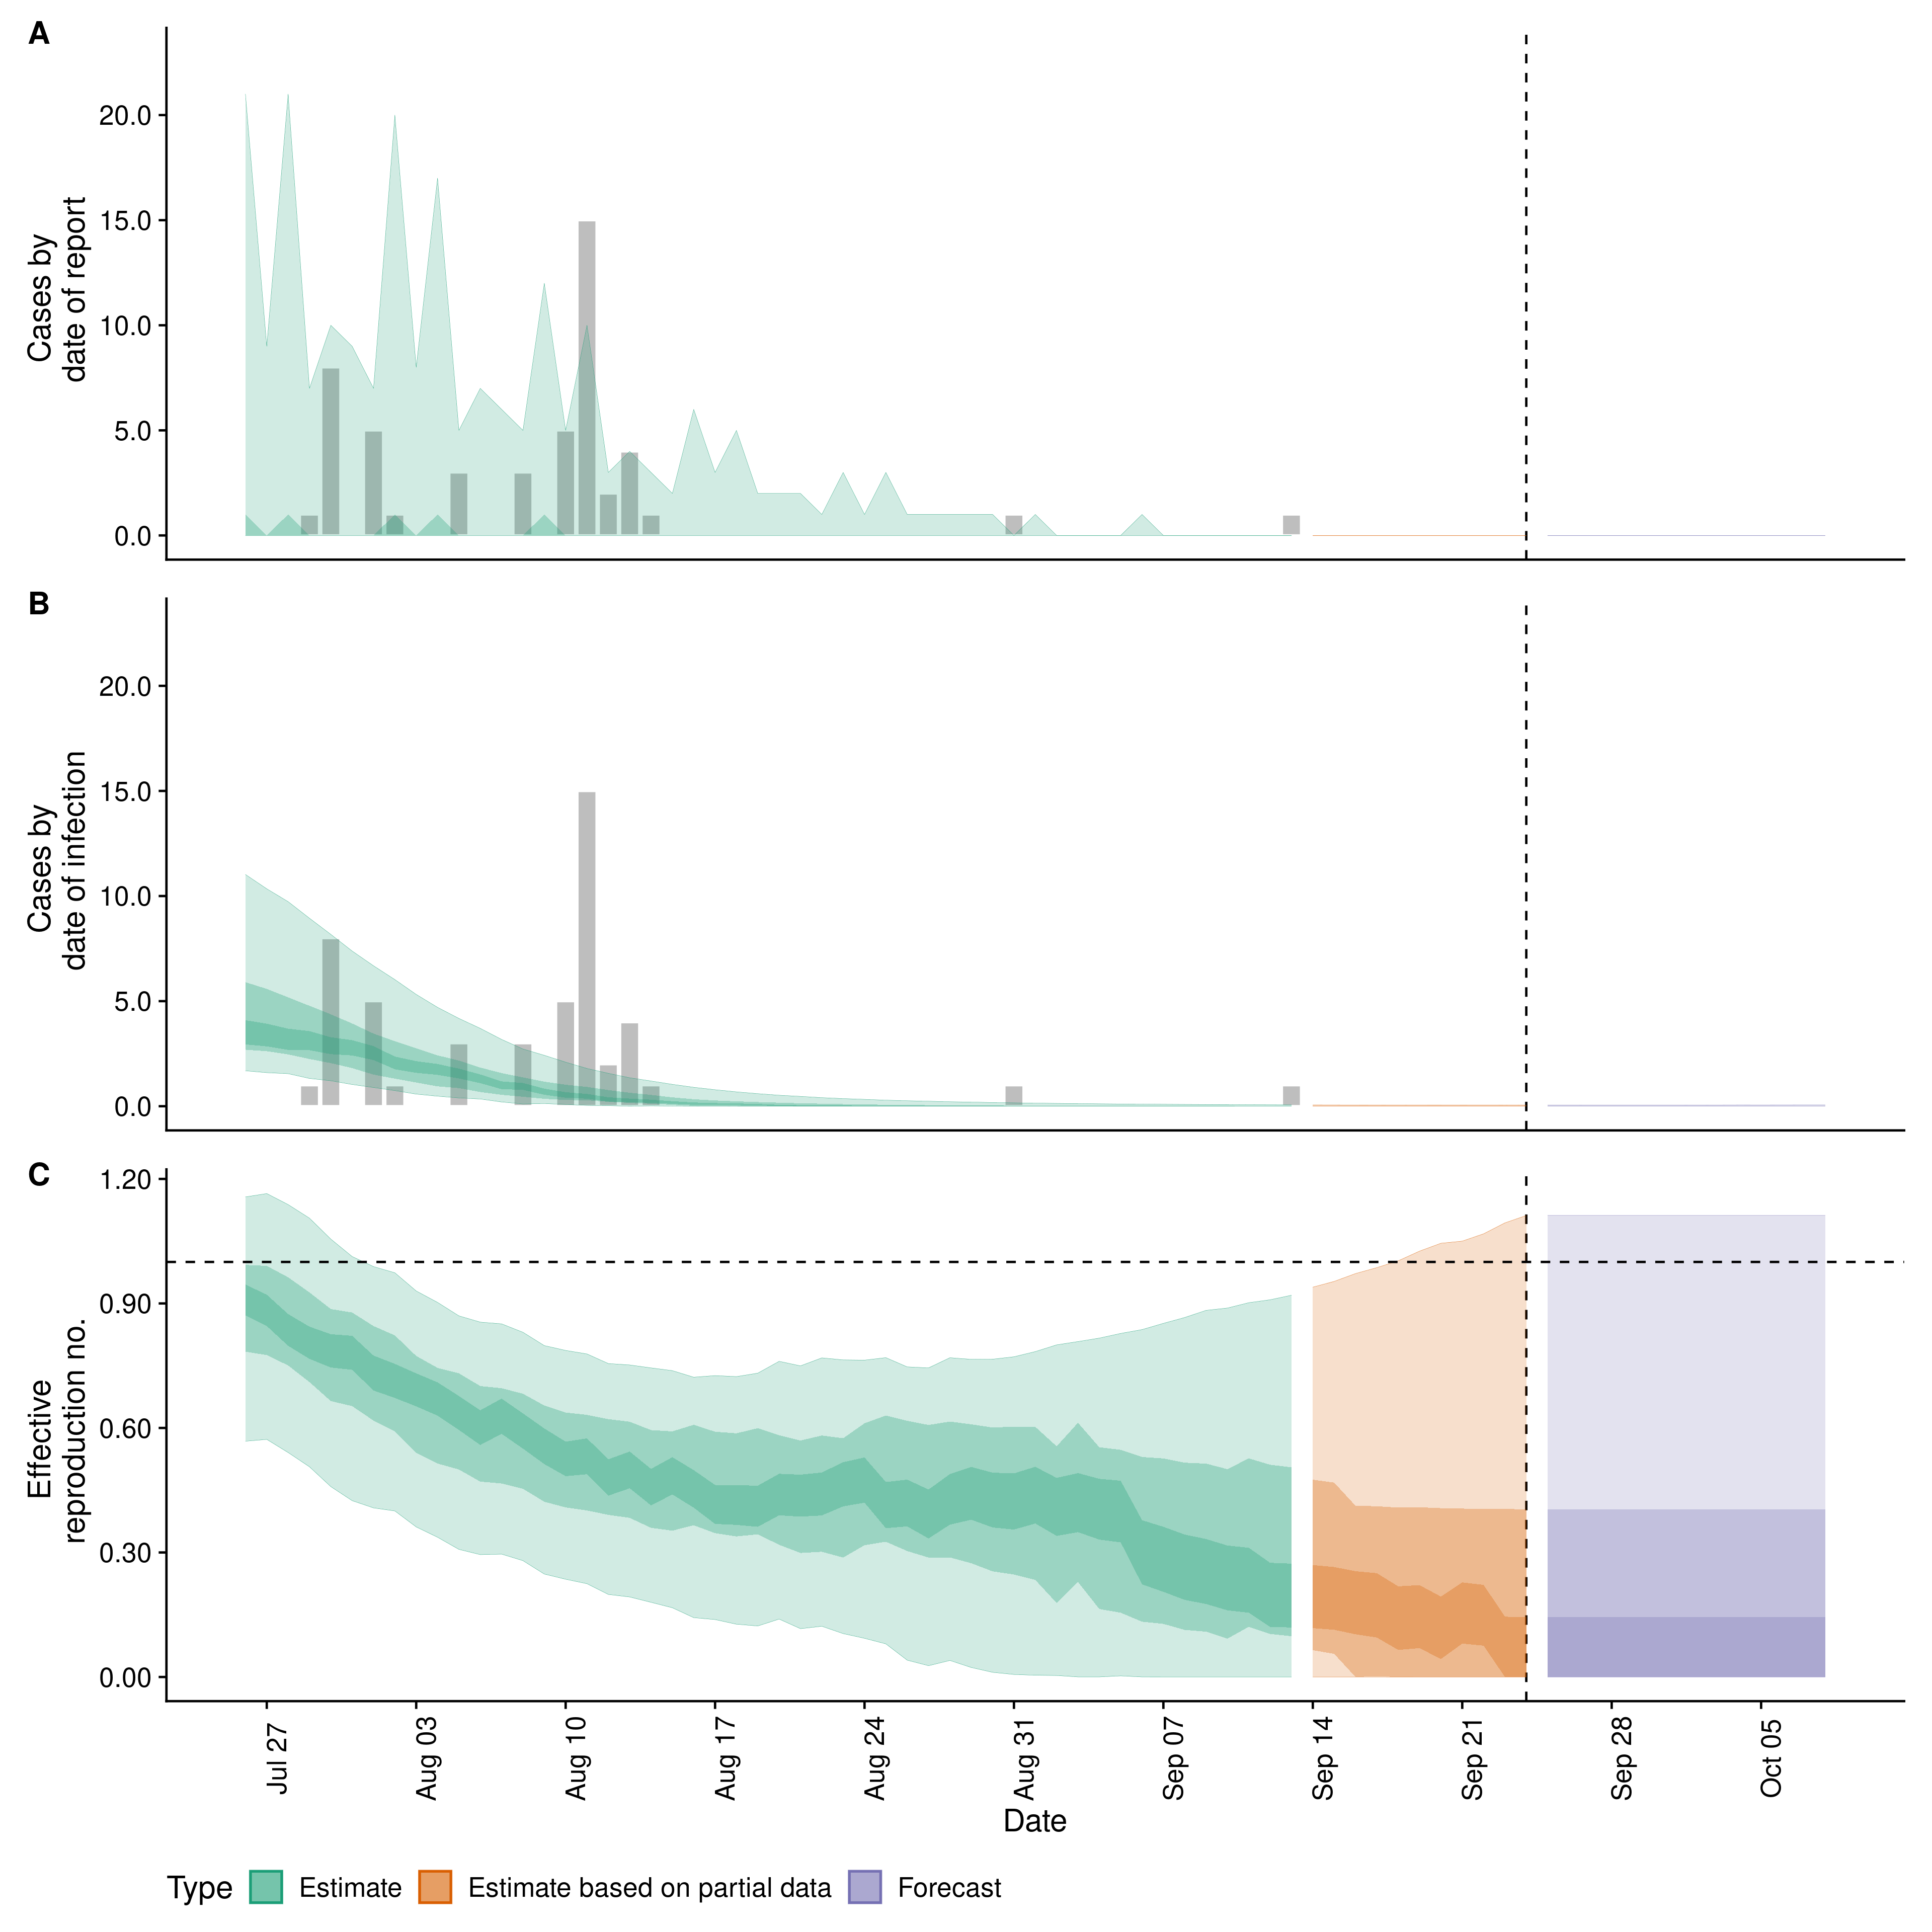 A
Cases by
date of report
20.0
15.0
10.0
5.0
0.0
B
Cases by
date of infection
20.0
15.0
10.0
5.0
0.0
C
Effective
reproduction no.
1.20
0.90
0.60
0.30
0.00
Jul 27
Aug 03
Aug 10
Aug 17
Aug 24
Aug 31
Sep 07
Sep 14
Sep 21
Sep 28
Oct 05
Date
Type Estimate Estimate based on partial data Forecast